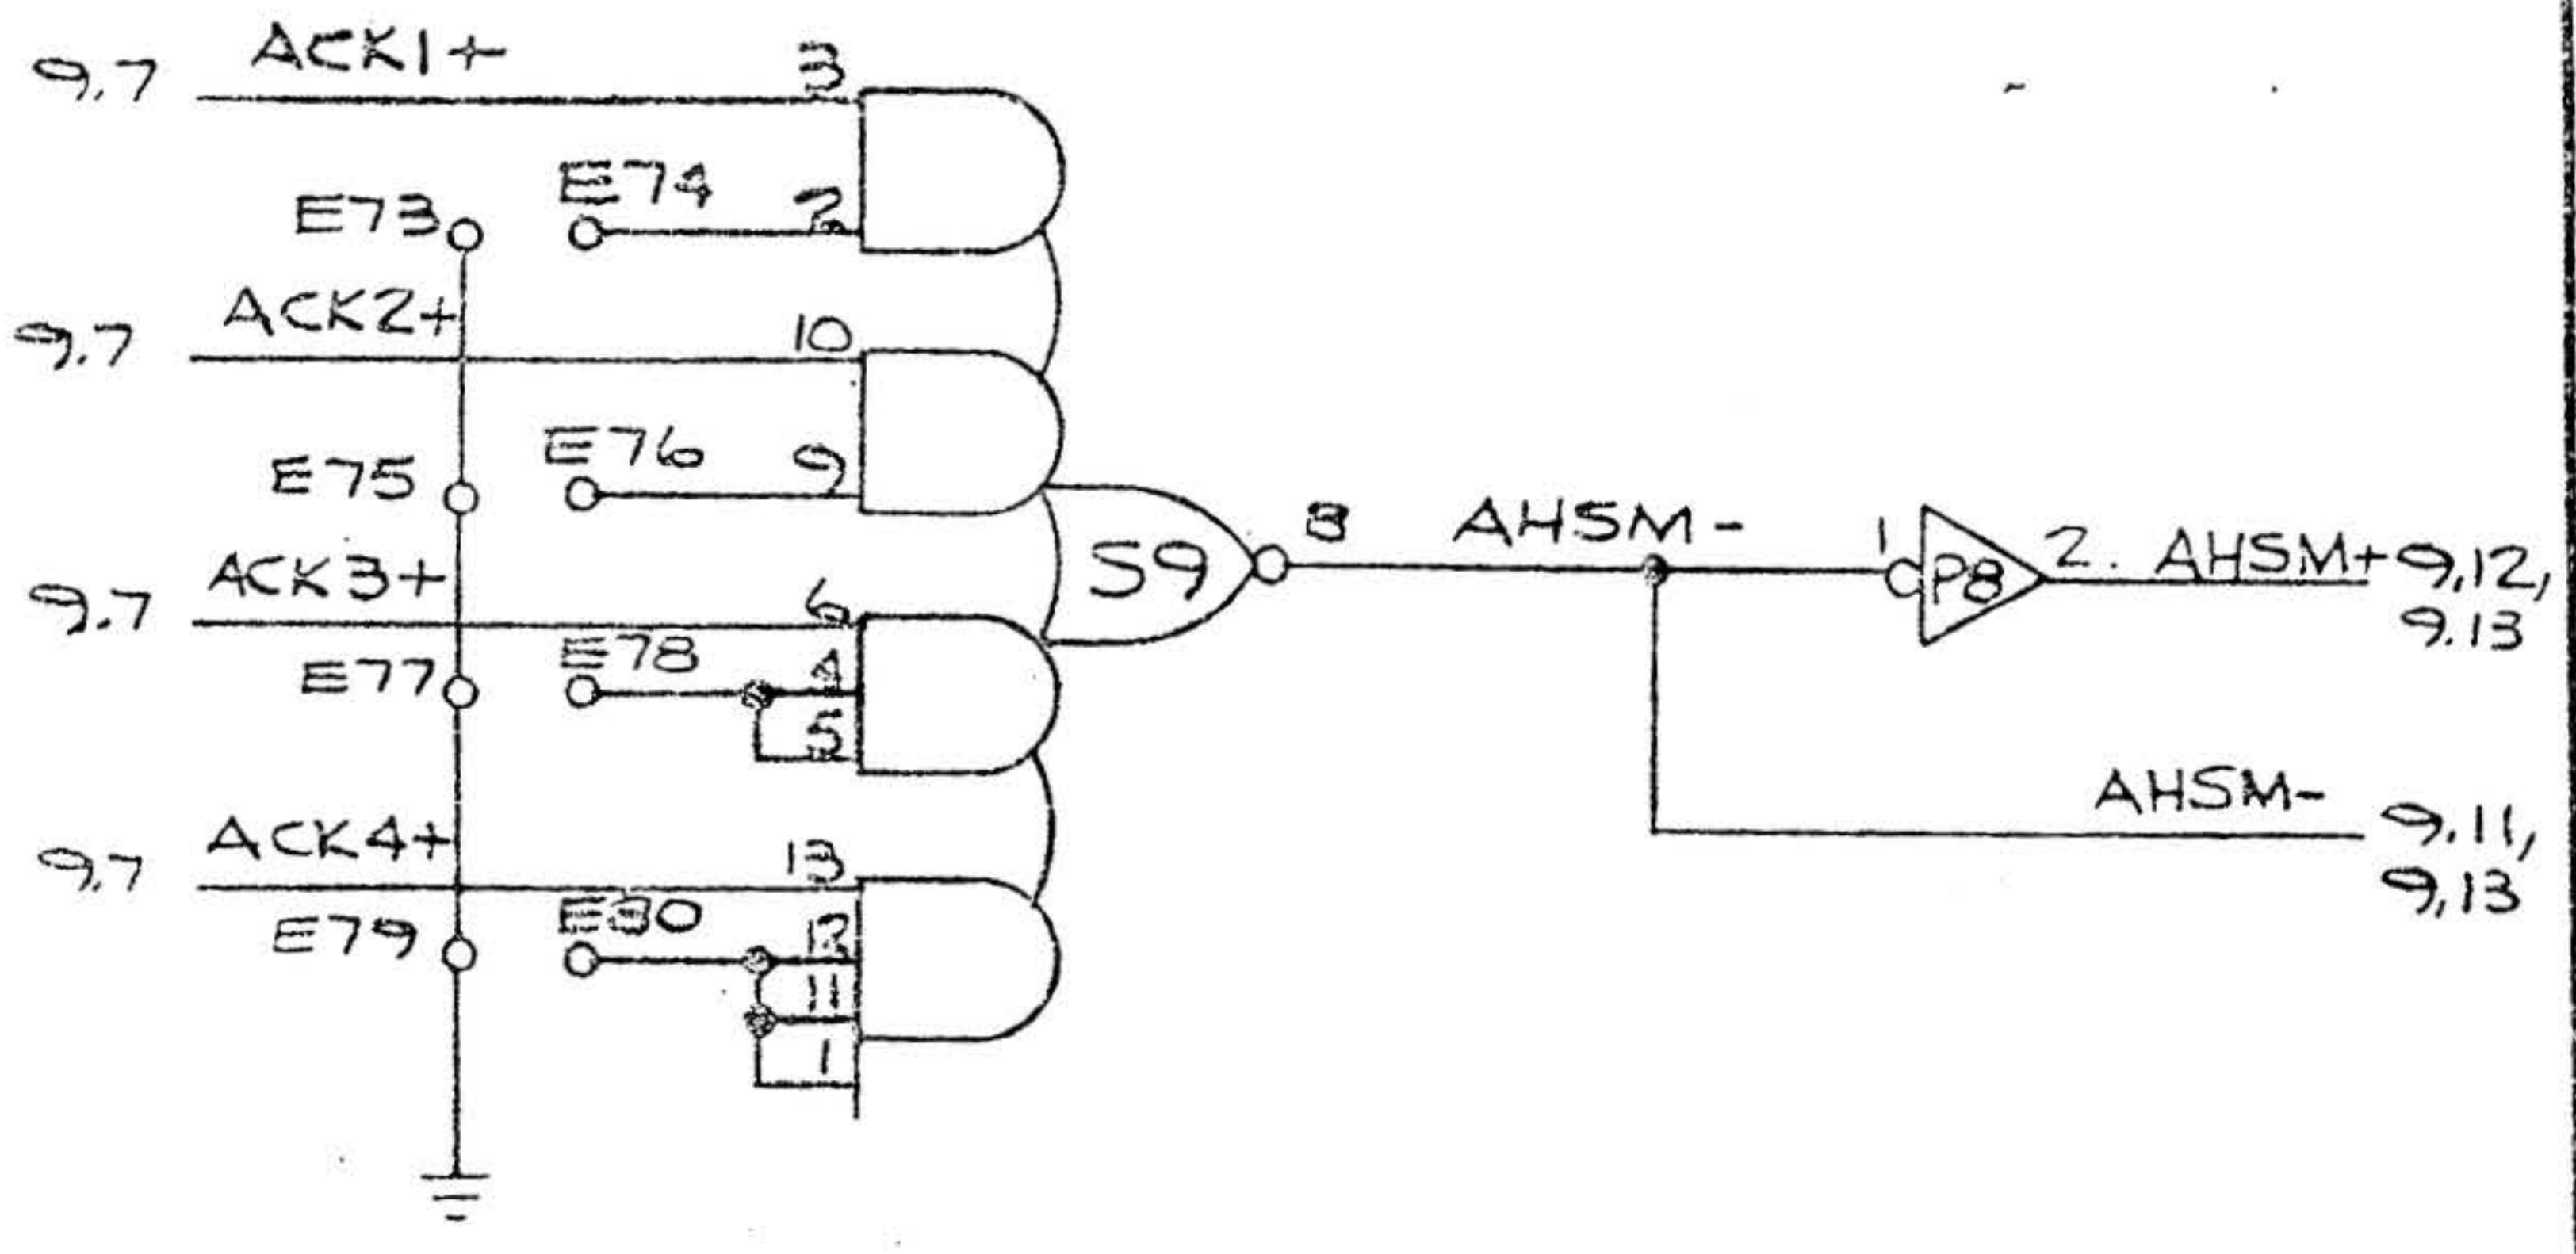 9.7 ACK1+ 3
E73 E74 2
9.7 ACK2+ 10
E75 E76 9
9.7 ACK3+ 6
E77 E78 4
5
9.7 ACK4+ 13
E79 E80 12
11
1
S9 8 AHSM- 1 P8 2. AHSM+ 9,12,
9.13
AHSM- 9.11,
9,13